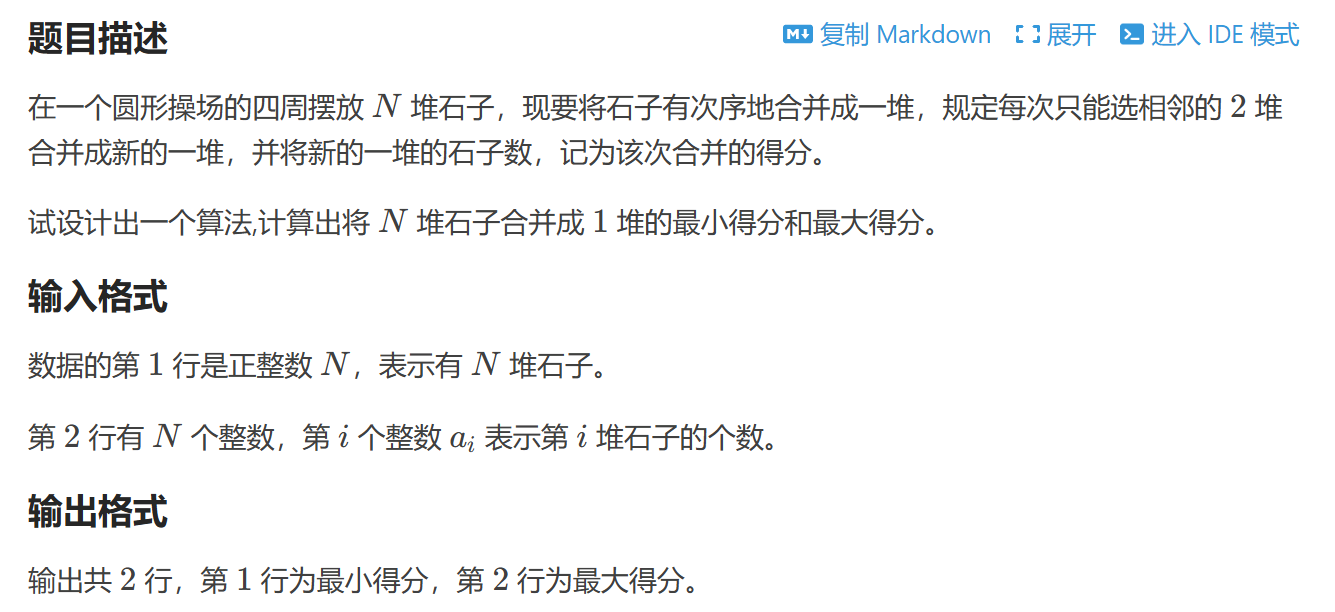 题目描述
复制 Markdown 展开 进入 IDE 模式
在一个圆形操场的四周摆放 N 堆石子，现要将石子有次序地合并成一堆，规定每次只能选相邻的 2 堆
合并成新的一堆，并将新的一堆的石子数，记为该次合并的得分。
试设计出一个算法,计算出将 N 堆石子合并成 1 堆的最小得分和最大得分。
输入格式
数据的第 1 行是正整数 N，表示有 N 堆石子。
第 2 行有 N 个整数，第 i 个整数 a_i 表示第 i 堆石子的个数。
输出格式
输出共 2 行，第 1 行为最小得分，第 2 行为最大得分。